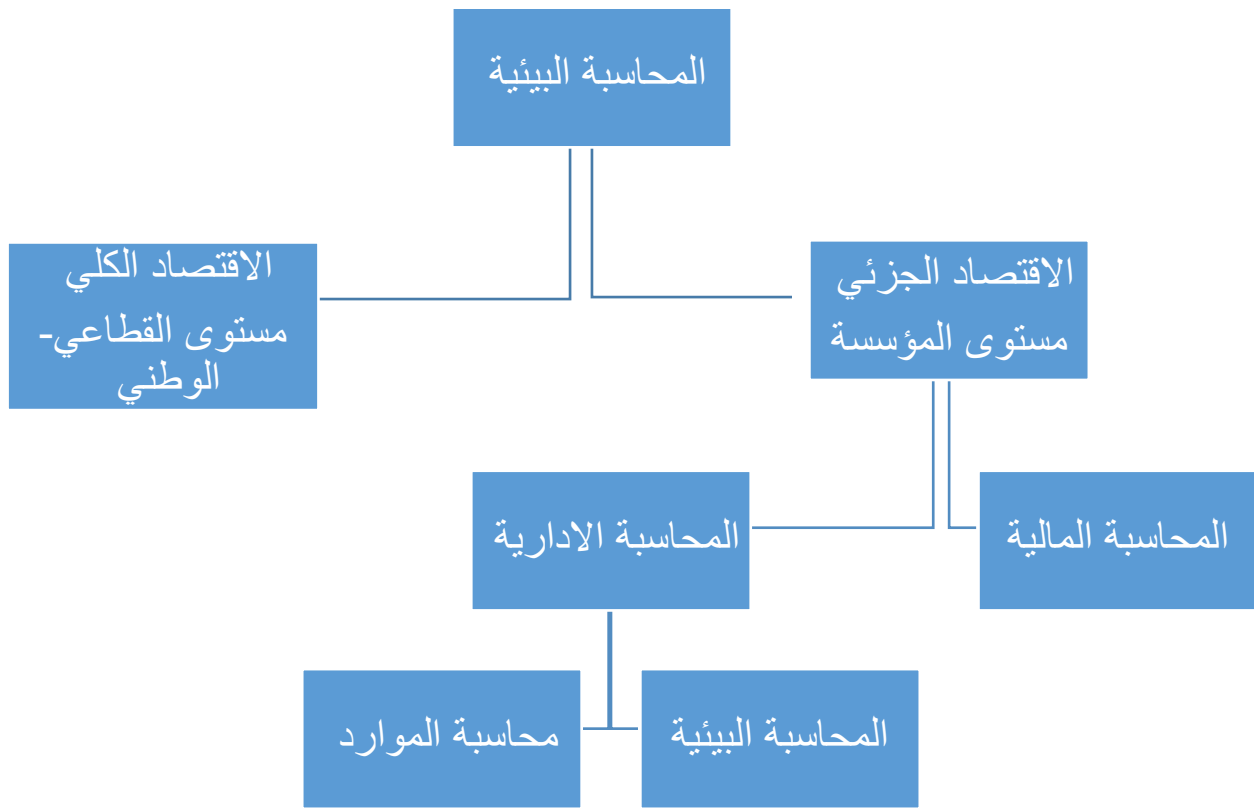 المحاسبة البيئية
الاقتصاد الجزئي
مستوى المؤسسة
الاقتصاد الكلي
مستوى القطاعي-
الوطني
المحاسبة المالية
المحاسبة الادارية
المحاسبة البيئية
محاسبة الموارد